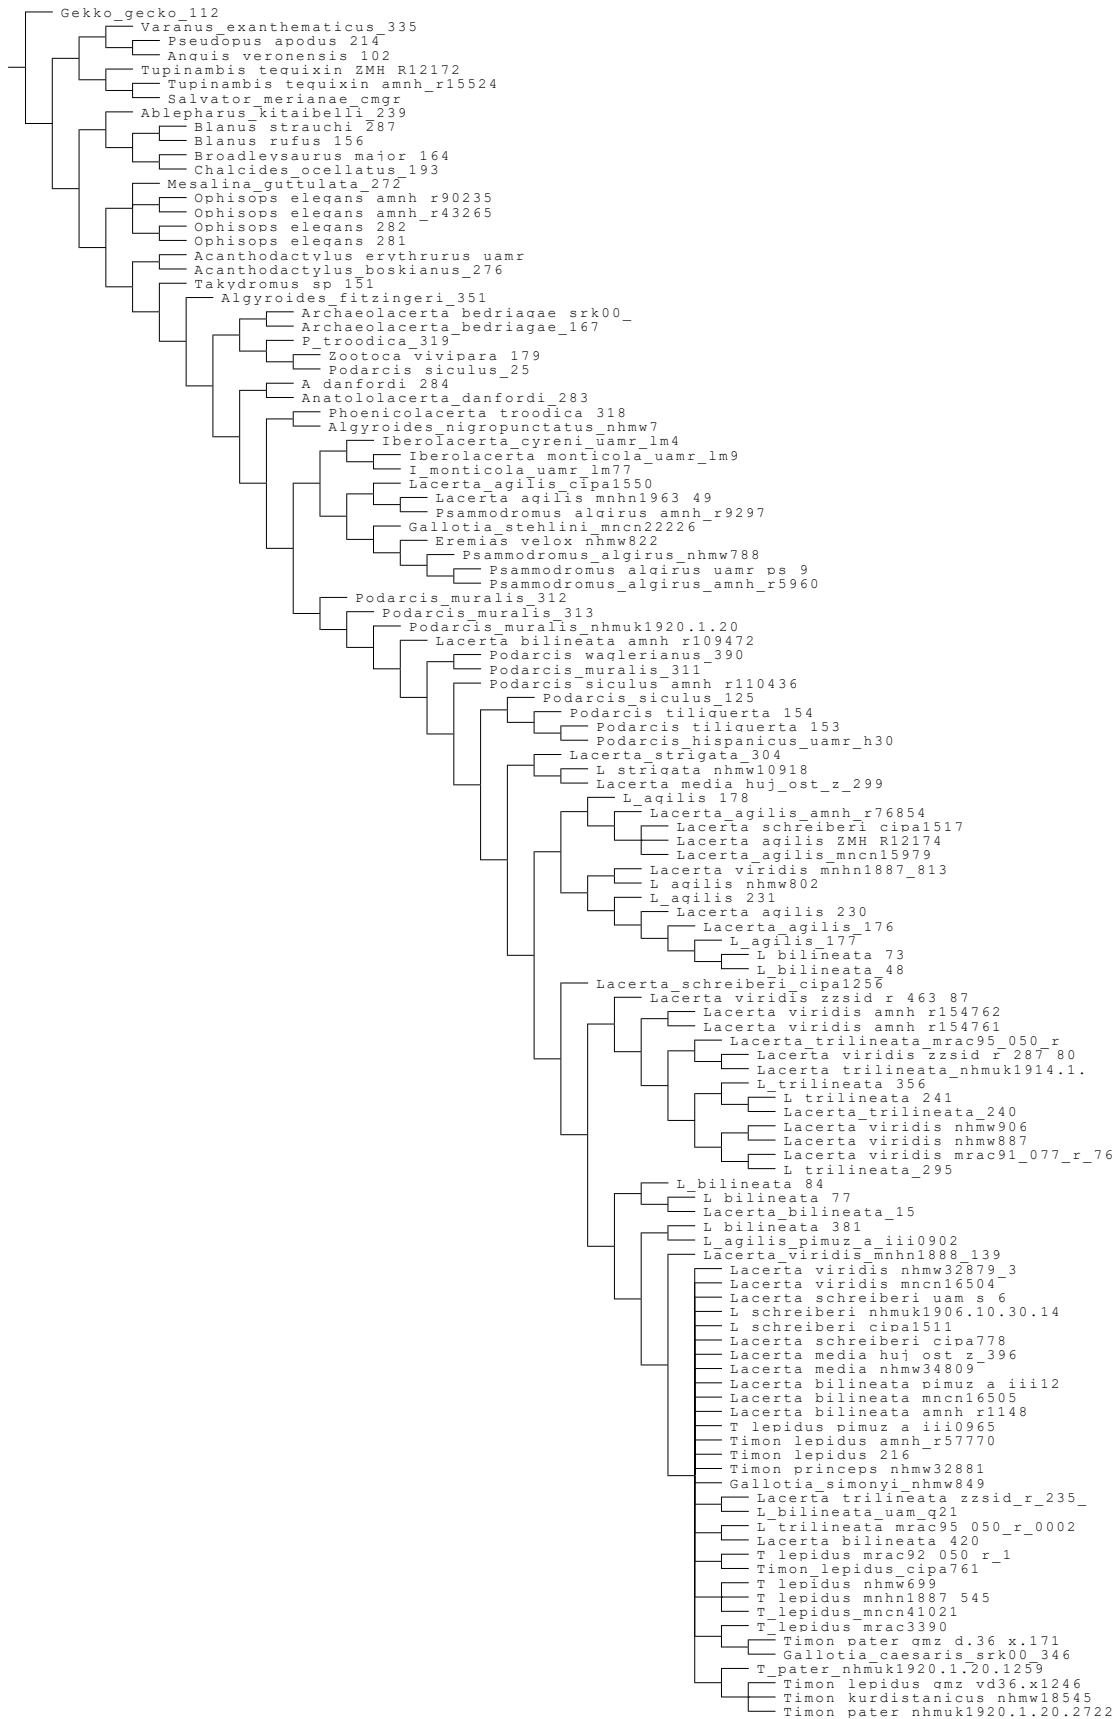 Gekko_gecko_112
Varanus_exanthematicus_335
Pseudopus_apodus_214
Anguis_veronensis_102
Tupinambis_teguixin_ZMH_R12172
Tupinambis_teguixin_amnh_r15524
Salvator_merianae_cmgr
Ablepharus_kitaibelli_239
Blanus_strauchi_287
Blanus_rufus_156
Broadleysaurus_major_164
Chalcides_ocellatus_193
Mesalina_guttulata_272
Ophisops_elegans_amnh_r90235
Ophisops_elegans_amnh_r43265
Ophisops_elegans_282
Ophisops_elegans_281
Acanthodactylus_erythrurus_uamr
Acanthodactylus_boskianus_276
Takydromus_sp_151
Algyroides_fitzingeri_351
Archaeolacerta_bedriagae_srk00_
Archaeolacerta_bedriagae_167
P_troodica_319
Zootoca_vivipara_179
Podarcis_siculus_25
A_danfordi_284
Anatololacerta_danfordi_283
Phoenicolacerta_troodica_318
Algyroides_nigropunctatus_nhmw7
Iberolacerta_cyreni_uamr_lm4
Iberolacerta_monticola_uamr_lm9
I_monticola_uamr_lm77
Lacerta_agilis_cipa1550
Lacerta_agilis_mnhn1963_49
Psammodromus_algirus_amnh_r9297
Gallotia_stehlini_mncn22226
Eremias_velox_nhmw822
Psammodromus_algirus_nhmw788
Psammodromus_algirus_uamr_ps_9
Psammodromus_algirus_amnh_r5960
Podarcis_muralis_312
Podarcis_muralis_313
Podarcis_muralis_nhmuk1920.1.20
Lacerta_bilineata_amnh_r109472
Podarcis_waglerianus_390
Podarcis_muralis_311
Podarcis_siculus_amnh_r110436
Podarcis_siculus_125
Podarcis_tiliguerta_154
Podarcis_tiliguerta_153
Podarcis_hispanicus_uamr_h30
Lacerta_strigata_304
L_strigata_nhmw10918
Lacerta_media_huj_ost_z_299
L_agilis_178
Lacerta_agilis_amnh_r76854
Lacerta_schreiberi_cipa1517
Lacerta_agilis_ZMH_R12174
Lacerta_agilis_mncn15979
Lacerta_viridis_mnhn1887_813
L_agilis_nhmw802
L_agilis_231
Lacerta_agilis_230
Lacerta_agilis_176
L_agilis_177
L_bilineata_73
L_bilineata_48
Lacerta_schreiberi_cipa1256
Lacerta_viridis_zzsid_r_463_87
Lacerta_viridis_amnh_r154762
Lacerta_viridis_amnh_r154761
Lacerta_trilineata_mrac95_050_r
Lacerta_viridis_zzsid_r_287_80
Lacerta_trilineata_nhmuk1914.1.
L_trilineata_356
L_trilineata_241
Lacerta_trilineata_240
Lacerta_viridis_nhmw906
Lacerta_viridis_nhmw887
Lacerta_viridis_mrac91_077_r_76
L_trilineata_295
L_bilineata_84
L_bilineata_77
Lacerta_bilineata_15
L_bilineata_381
L_agilis_pimuz_a_iii0902
Lacerta_viridis_mnhn1888_139
Lacerta_viridis_nhmw32879_3
Lacerta_viridis_mncn16504
Lacerta_schreiberi_uam_s_6
L_schreiberi_nhmuk1906.10.30.14
L_schreiberi_cipa1511
Lacerta_schreiberi_cipa778
Lacerta_media_huj_ost_z_396
Lacerta_media_nhmw34809
Lacerta_bilineata_pimuz_a_iii12
Lacerta_bilineata_mncn16505
Lacerta_bilineata_amnh_r1148
T_lepidus_pimuz_a_iii0965
Timon_lepidus_amnh_r57770
Timon_lepidus_216
Timon_princeps_nhmw32881
Gallotia_simonyi_nhmw849
Lacerta_trilineata_zzsid_r_235_
L_bilineata_uam_q21
L_trilineata_mrac95_050_r_0002
Lacerta_bilineata_420
T_lepidus_mrac92_050_r_1
Timon_lepidus_cipa761
T_lepidus_nhmw699
T_lepidus_mnhn1887_545
T_lepidus_mncn41021
T_lepidus_mrac3390
Timon_pater_gmz_d.36_x.171
Gallotia_caesaris_srk00_346
T_pater_nhmuk1920.1.20.1259
Timon_lepidus_gmz_vd36.x1246
Timon_kurdistanicus_nhmw18545
Timon_pater_nhmuk1920.1.20.2722